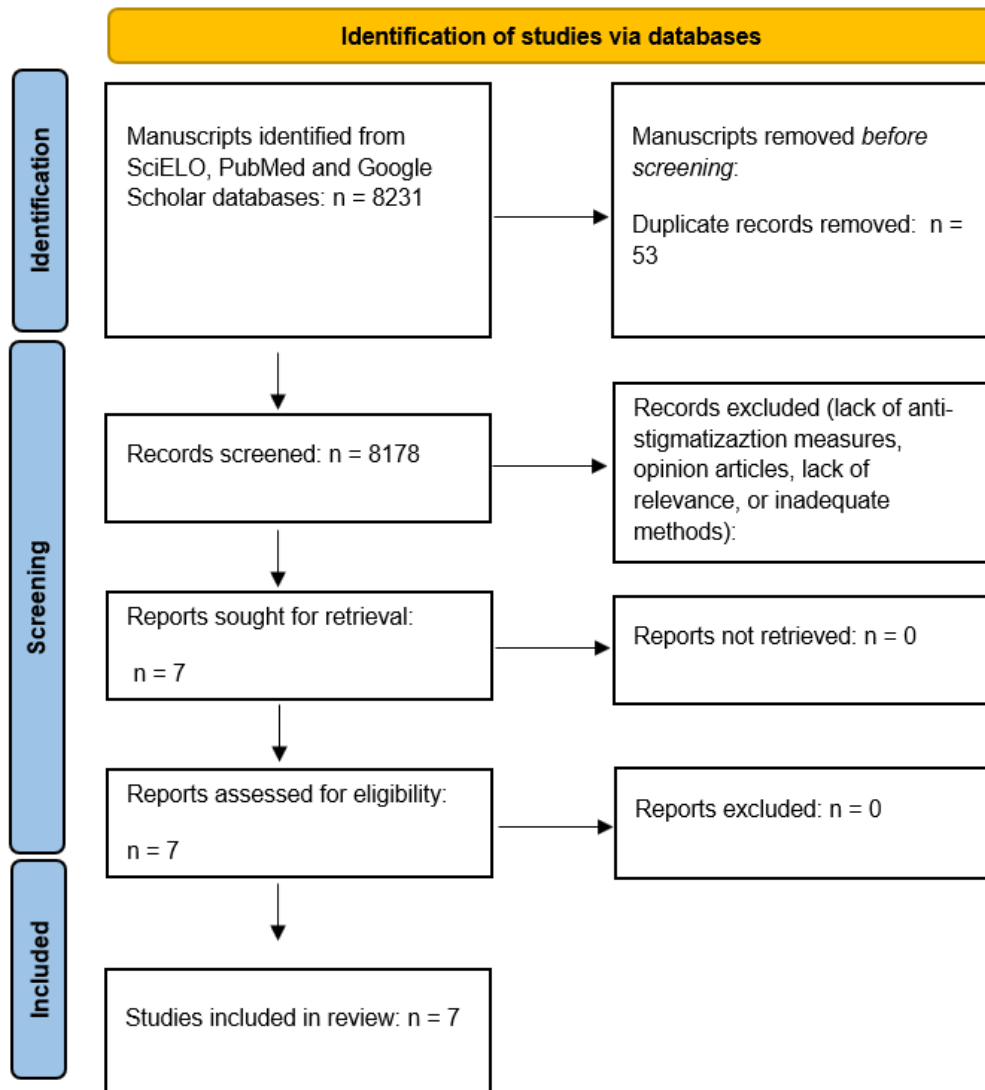 Identification of studies via databases
Identification
Manuscripts identified from
SciELO, PubMed and Google
Scholar databases: n = 8231
Manuscripts removed before
screening:
Duplicate records removed:  n =
53
Screening
Records screened: n = 8178
Records excluded (lack of anti-
stigmatizaztion measures,
opinion articles, lack of
relevance, or inadequate
methods):
Reports sought for retrieval:
n = 7
Reports not retrieved: n = 0
Reports assessed for eligibility:
n = 7
Reports excluded: n = 0
Included
Studies included in review: n = 7